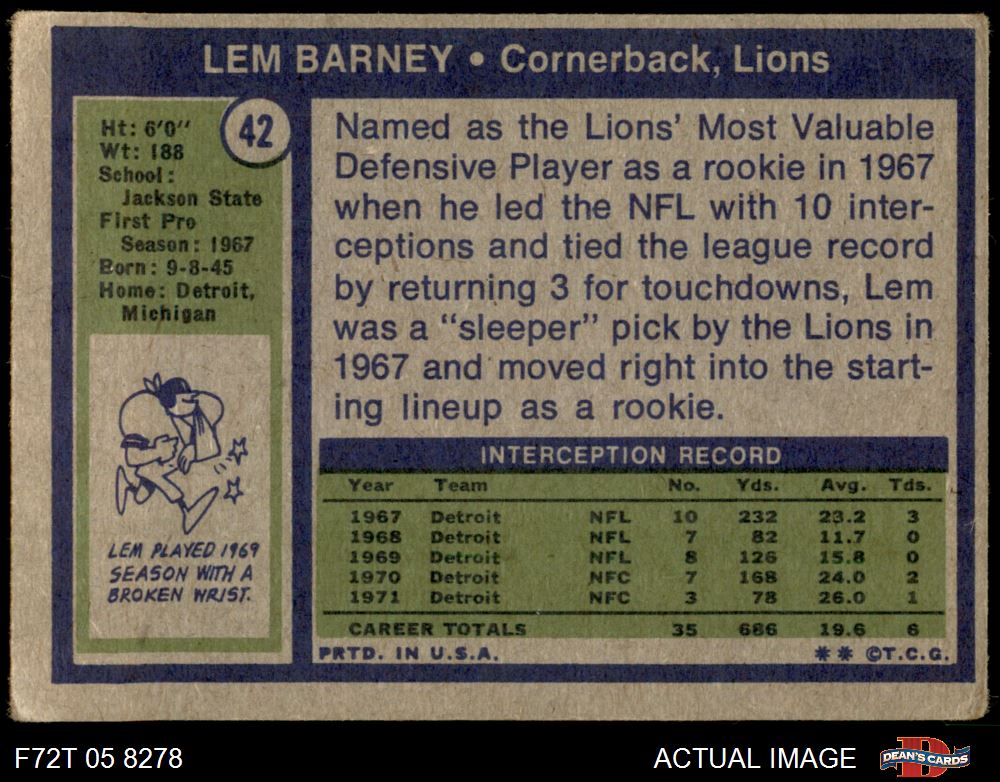 LEM BARNEY • Cornerback, Lions
42
Ht: 6'0''
Wt: 188
School:
Jackson State
First Pro
Season: 1967
Born: 9-8-45
Home: Detroit,
Michigan
LEM PLAYED 1969
SEASON WITH A
BROKEN WRIST.
Named as the Lions' Most Valuable
Defensive Player as a rookie in 1967
when he led the NFL with 10 inter-
ceptions and tied the league record
by returning 3 for touchdowns, Lem
was a "sleeper" pick by the Lions in
1967 and moved right into the start-
ing lineup as a rookie.
INTERCEPTION RECORD
Year Team No. Yds. Avg. Tds.
1967 Detroit NFL 10 232 23.2 3
1968 Detroit NFL 7 82 11.7 0
1969 Detroit NFL 8 126 15.8 0
1970 Detroit NFC 7 168 24.0 2
1971 Detroit NFC 3 78 26.0 1
CAREER TOTALS 35 686 19.6 6
PRTD. IN U.S.A. ** ©T.C.G.
F72T 05 8278 ACTUAL IMAGE
D
DEAN'S CARDS